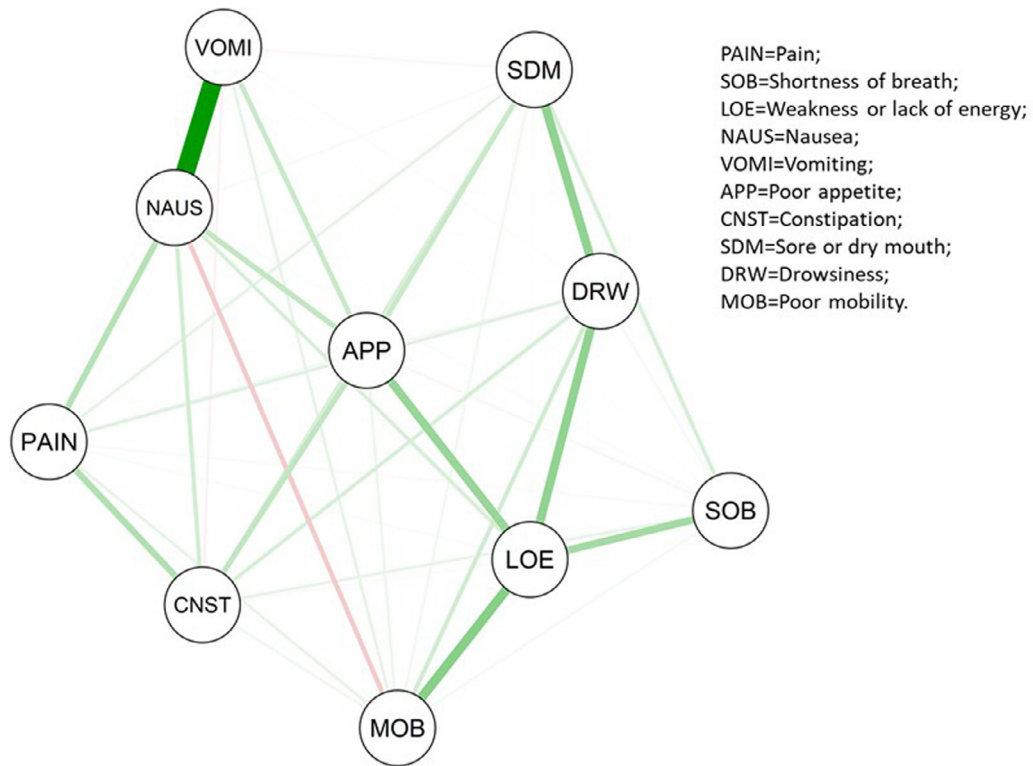 VOMI
SDM
NAUS
DRW
APP
PAIN
SOB
LOE
CNST
MOB
PAIN=Pain;
SOB=Shortness of breath;
LOE=Weakness or lack of energy;
NAUS=Nausea;
VOMI=Vomiting;
APP=Poor appetite;
CNST=Constipation;
SDM=Sore or dry mouth;
DRW=Drowsiness;
MOB=Poor mobility.